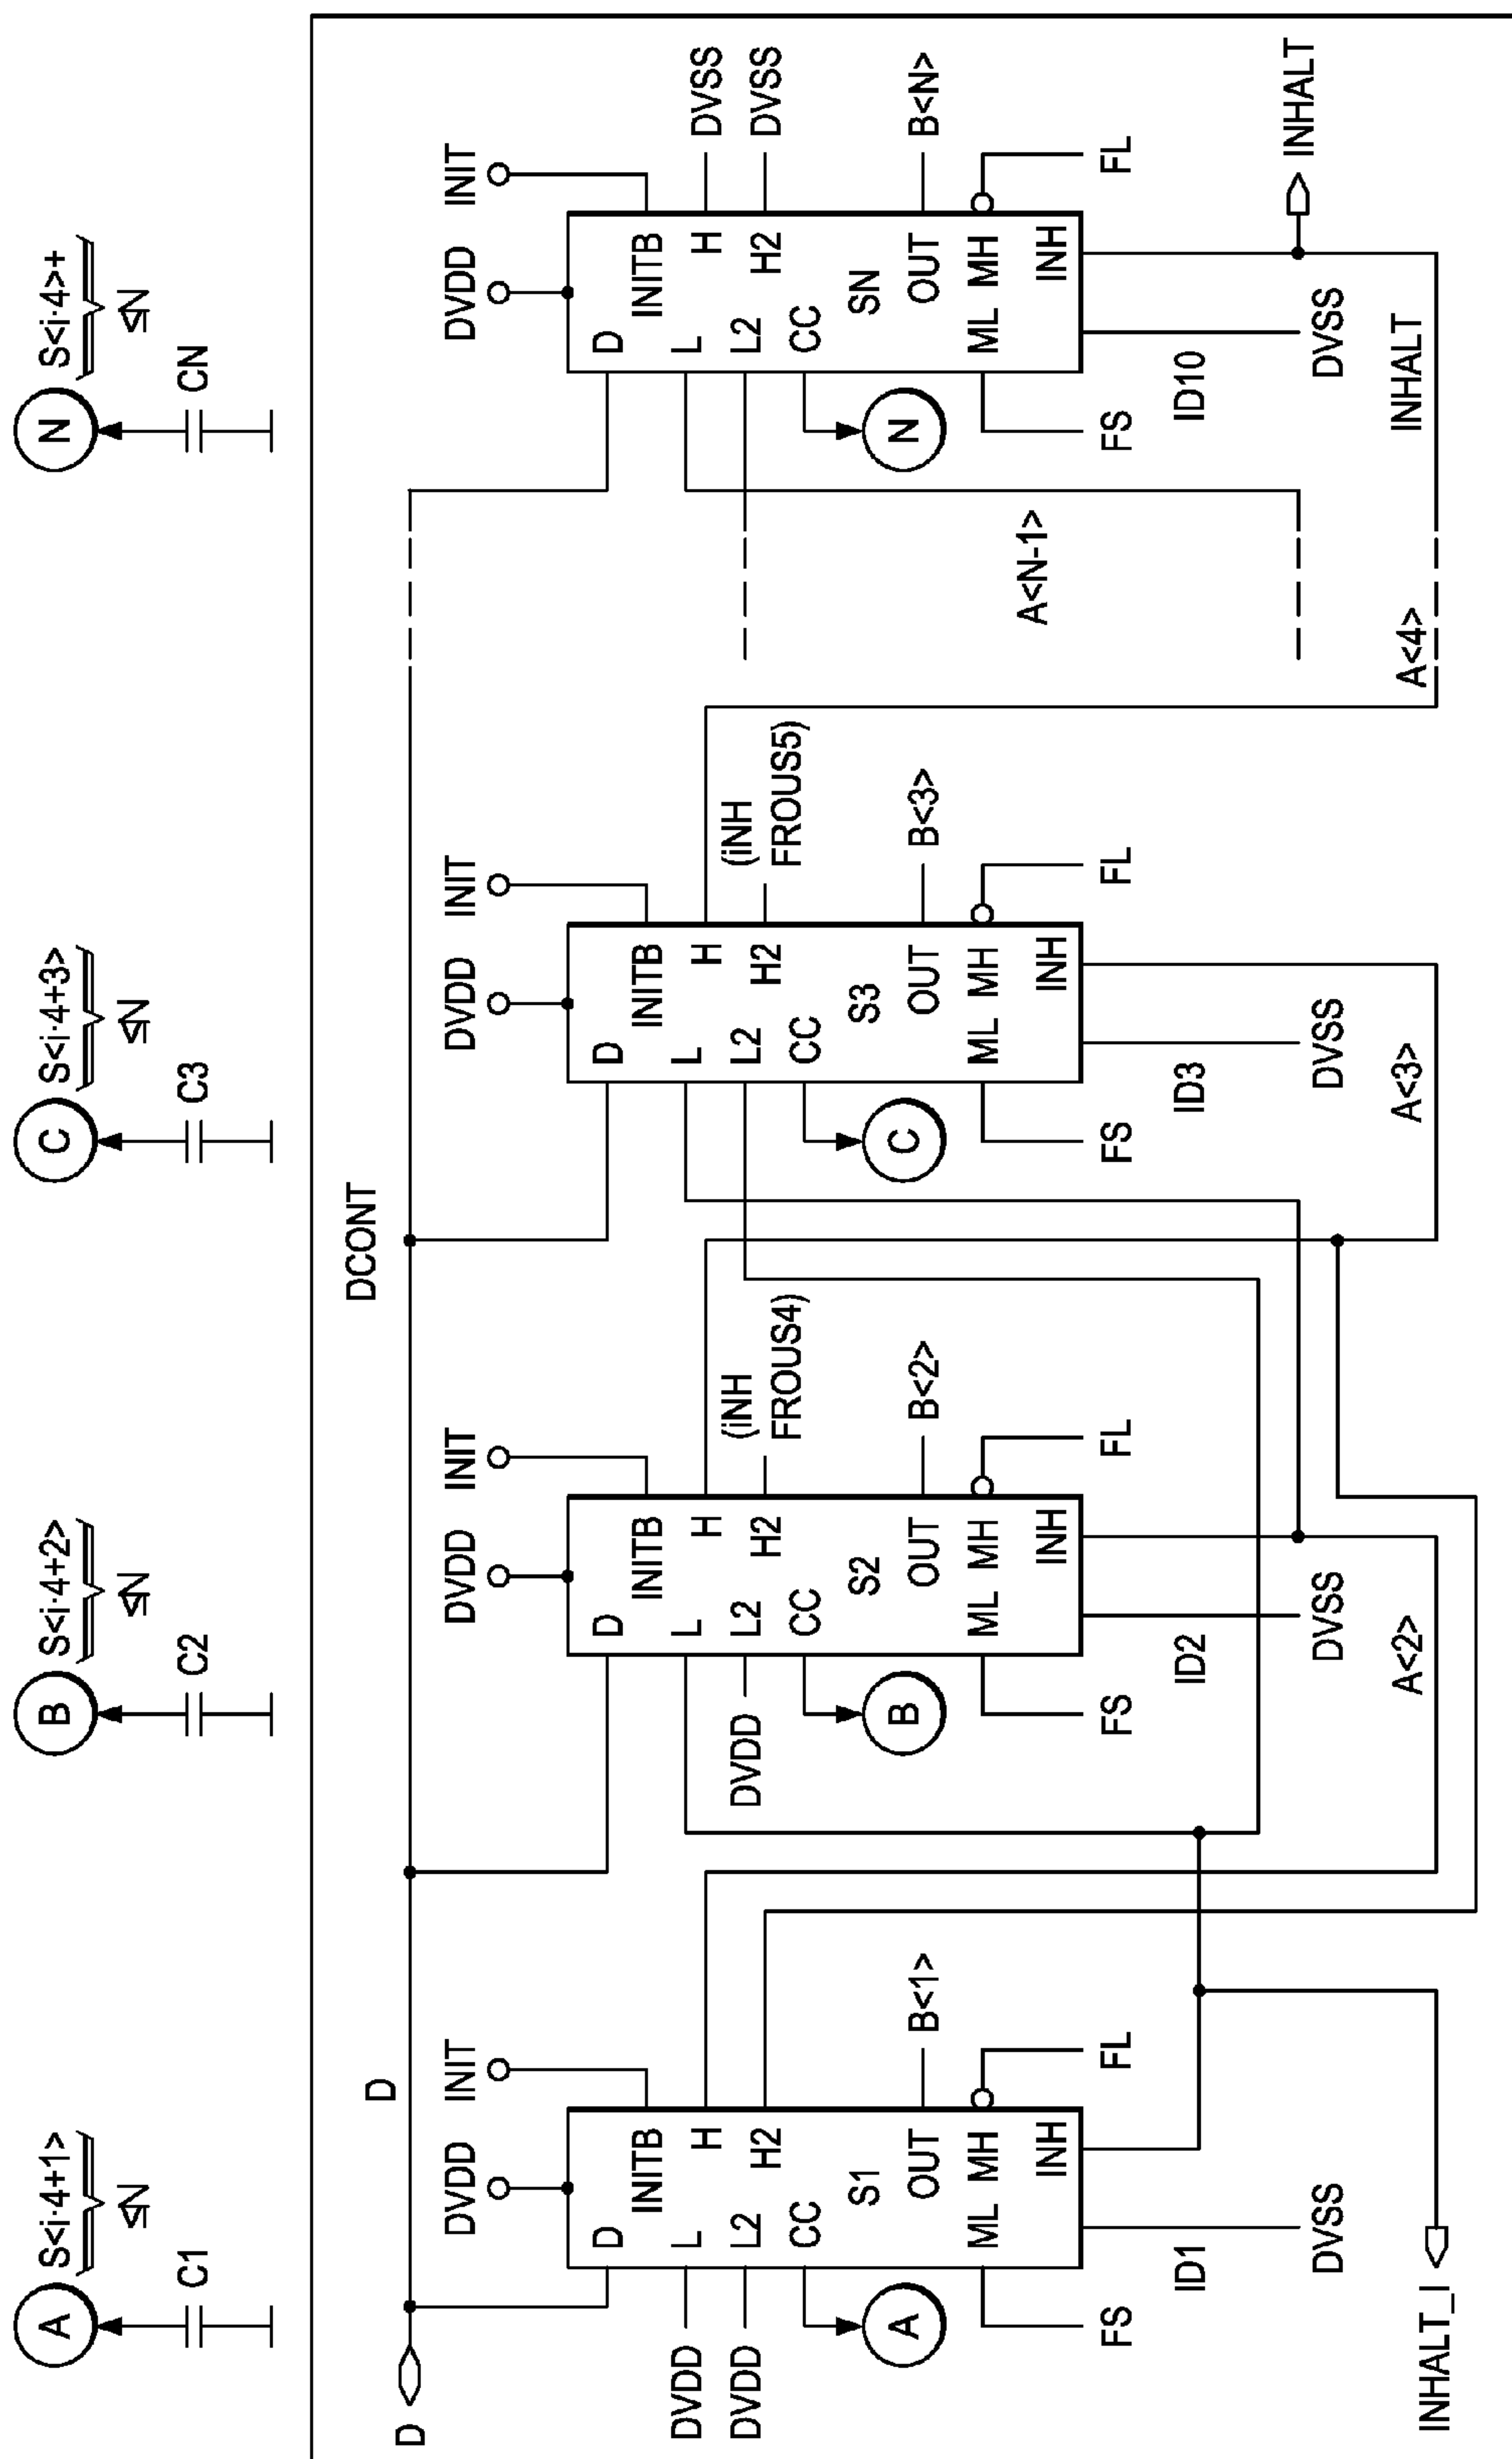 A
S<i·4+1>
C1
B
S<i·4+2>
C2
C
S<i·4+3>
C3
N
S<i·4>+
CN
D
D
DCONT
DVDD
INIT
D
INITB
L
H
L2
H2
CC
S1
OUT
ML
MH
INH
DVDD
DVDD
A
B<1>
FS
FL
ID1
DVSS
INHALT_I
DVDD
INIT
D
INITB
L
H
L2
H2
CC
S2
OUT
ML
MH
INH
DVDD
(iNH
FROUS4)
B
B<2>
FS
FL
ID2
DVSS
A<2>
DVDD
INIT
D
INITB
L
H
L2
H2
CC
S3
OUT
ML
MH
INH
(iNH
FROUS5)
C
B<3>
FS
FL
ID3
DVSS
A<3>
A<4>
A<N-1>
DVDD
INIT
D
INITB
L
H
L2
H2
CC
SN
OUT
ML
MH
INH
DVSS
DVSS
N
B<N>
FS
FL
ID10
DVSS
INHALT
INHALT